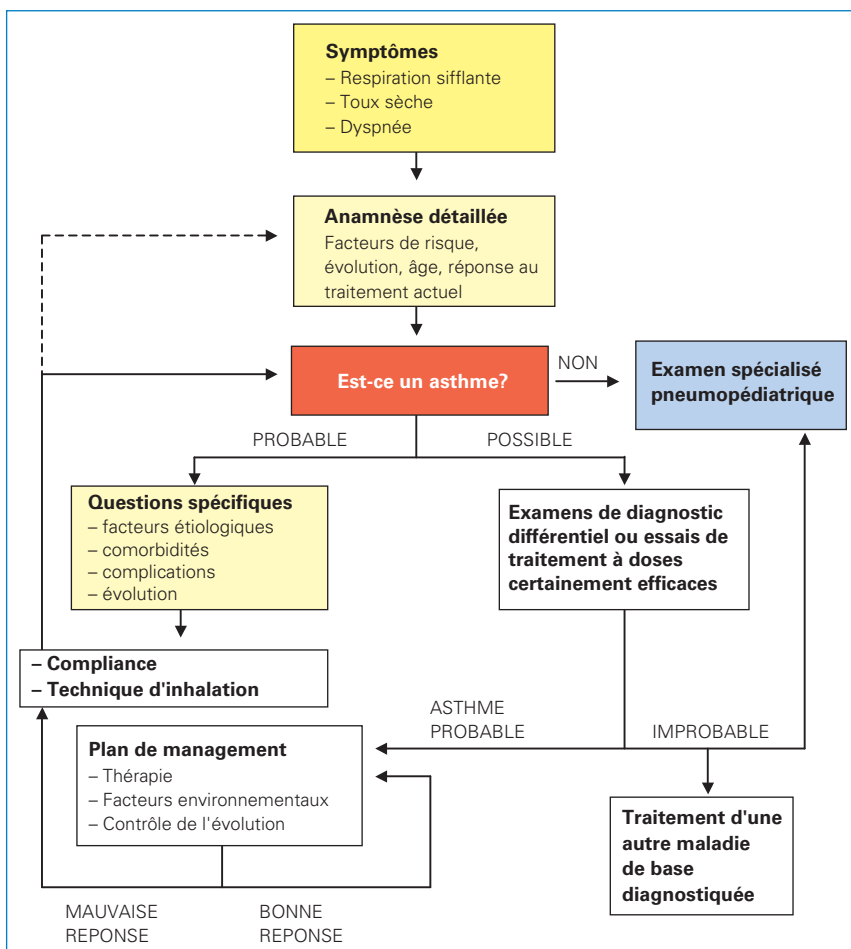 Symptômes
– Respiration sifflante
– Toux sèche
– Dyspnée
Anamnèse détaillée
Facteurs de risque,
évolution, âge, réponse au
traitement actuel
Est-ce un asthme?
NON
Examen spécialisé
pneumopédiatrique
PROBABLE
POSSIBLE
Questions spécifiques
– facteurs étiologiques
– comorbidités
– complications
– évolution
Examens de diagnostic
différentiel ou essais de
traitement à doses
certainement efficaces
– Compliance
– Technique d'inhalation
ASTHME
PROBABLE
IMPROBABLE
Plan de management
– Thérapie
– Facteurs environnementaux
– Contrôle de l'évolution
Traitement d'une
autre maladie
de base
diagnostiquée
MAUVAISE
REPONSE
BONNE
REPONSE